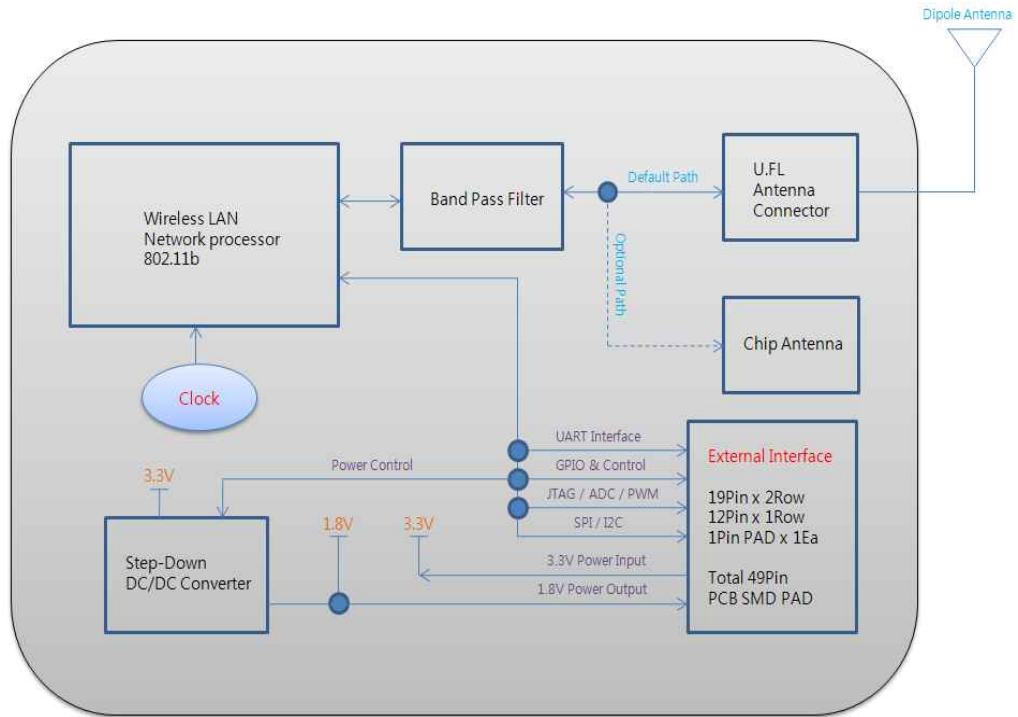 Dipole Antenna
Wireless LAN
Network processor
802.11b
Band Pass Filter
Default Path
U.FL
Antenna
Connector
Optional Path
Chip Antenna
Clock
UART Interface
Power Control
GPIO & Control
JTAG / ADC / PWM
SPI / I2C
3.3V
1.8V
3.3V
3.3V Power Input
1.8V Power Output
Step-Down
DC/DC Converter
External Interface
19Pin x 2Row
12Pin x 1Row
1Pin PAD x 1Ea
Total 49Pin
PCB SMD PAD